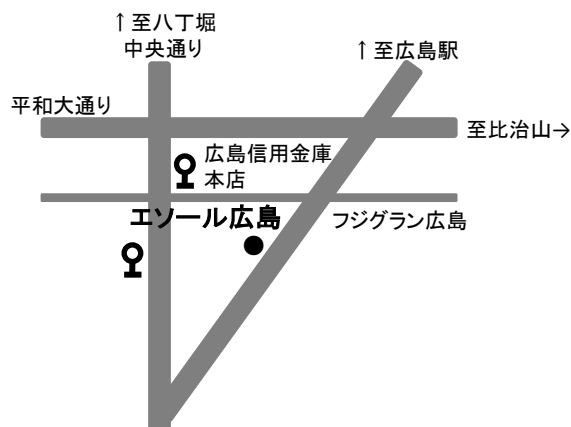 ↑至八丁堀
中央通り
↑至広島駅
平和大通り
至比治山→
広島信用金庫
本店
エソール広島
フジグラン広島